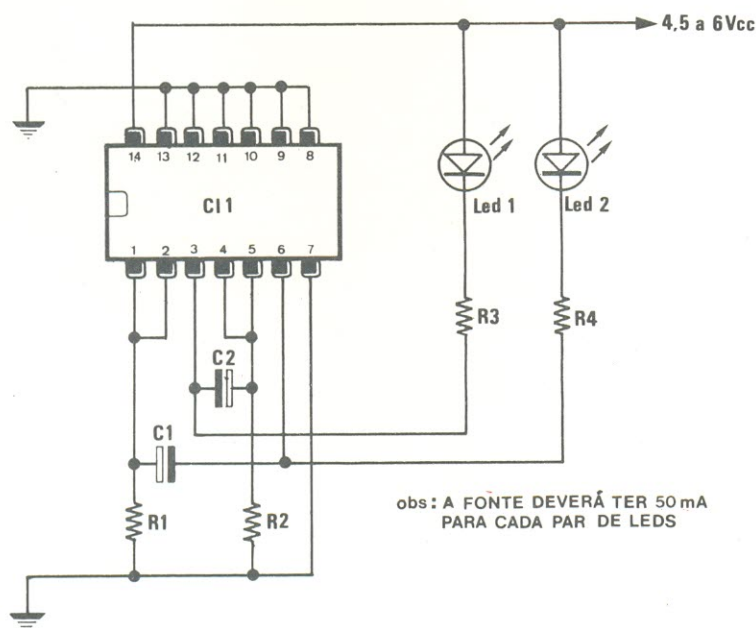 4,5 a 6Vcc
14 13 12 11 10 9 8
CI 1
Led 1
Led 2
1 2 3 4 5 6 7
R3
R4
C2
C1
R1
R2
obs: A FONTE DEVERÁ TER 50 mA
PARA CADA PAR DE LEDS